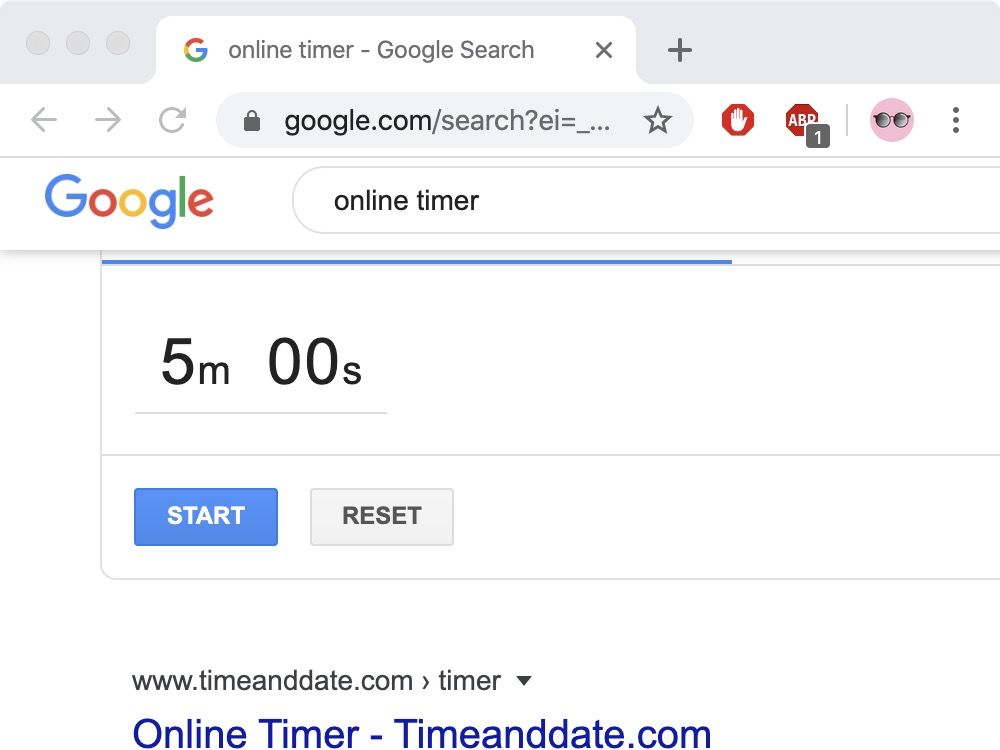 online timer - Google Search
google.com/search?ei=_...
ABP
1
Google
online timer
5m 00s
START
RESET
www.timeanddate.com › timer
Online Timer - Timeanddate.com